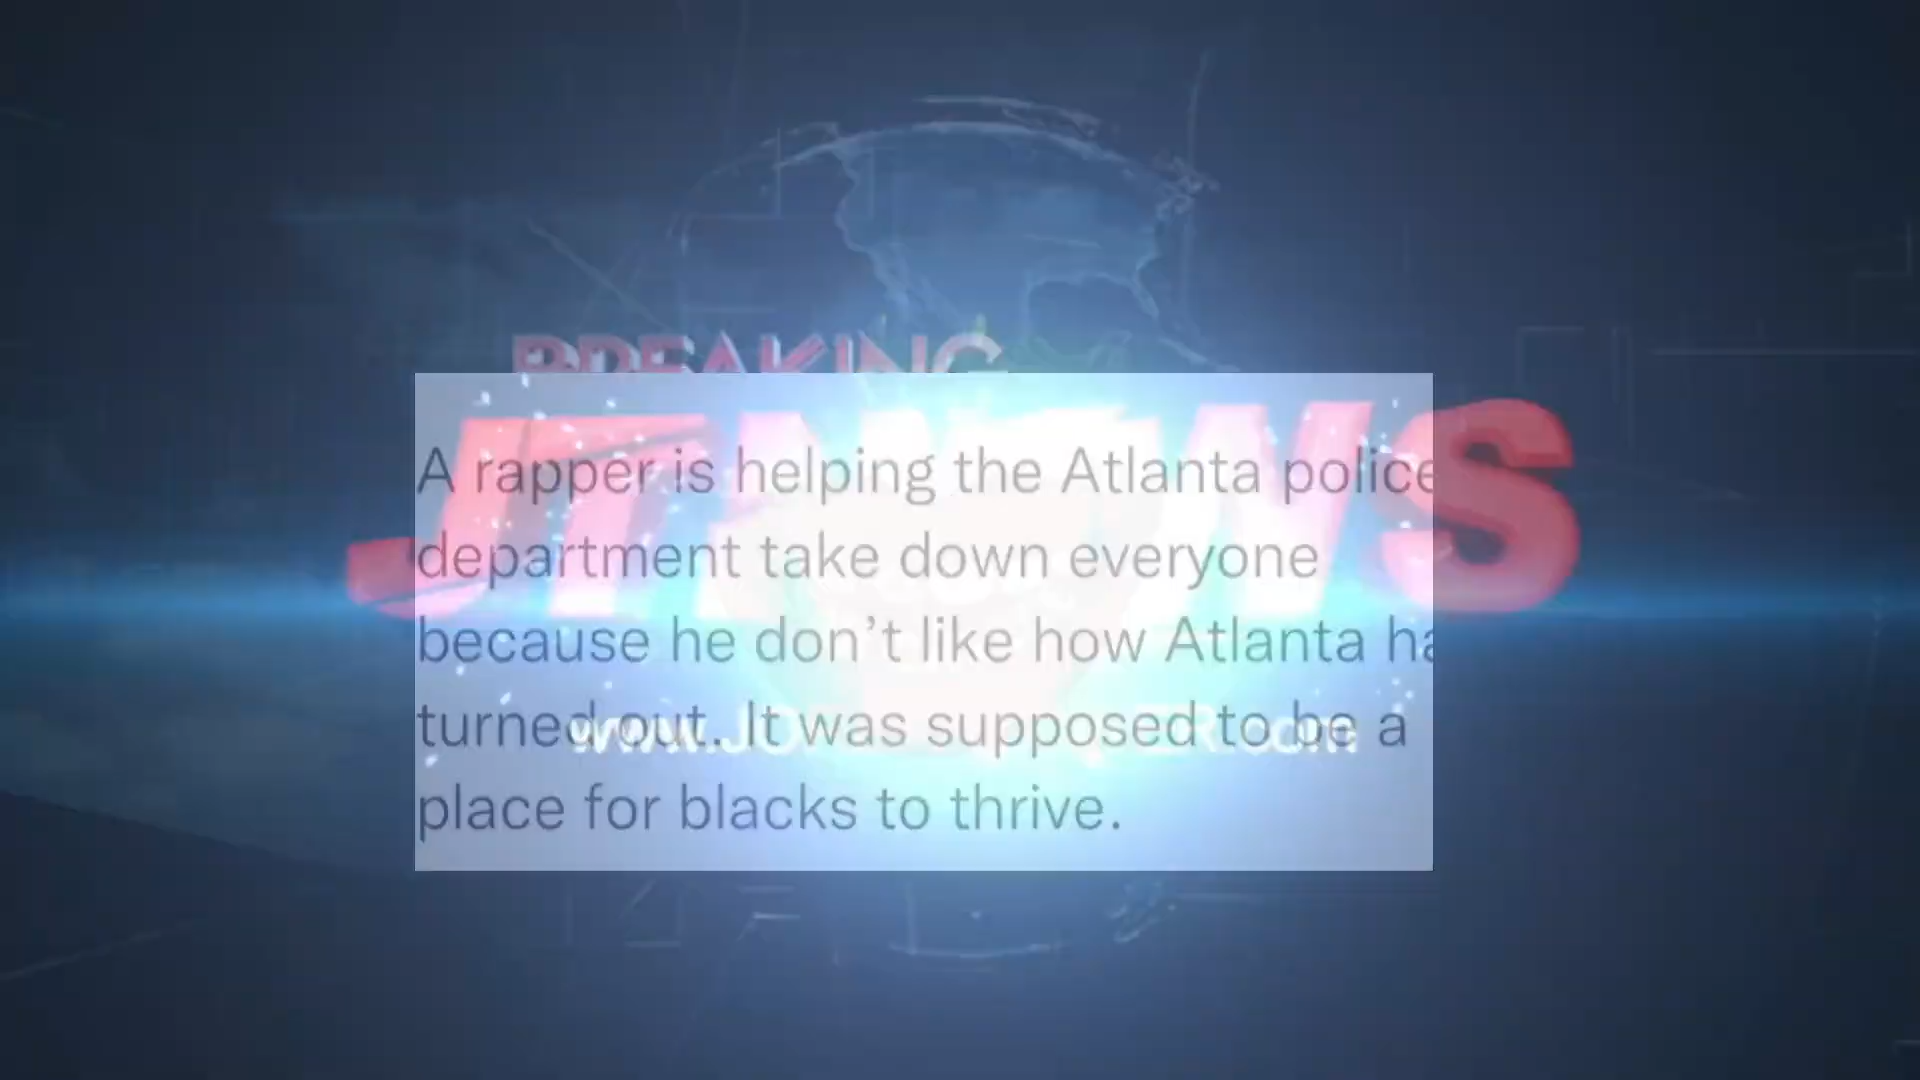 BREAKING
JTNEWS
A rapper is helping the Atlanta police
department take down everyone
because he don’t like how Atlanta ha
turned out. It was supposed to be a
place for blacks to thrive.